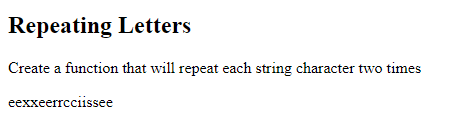 Repeating Letters
Create a function that will repeat each string character two times
eexxeerrcciissee